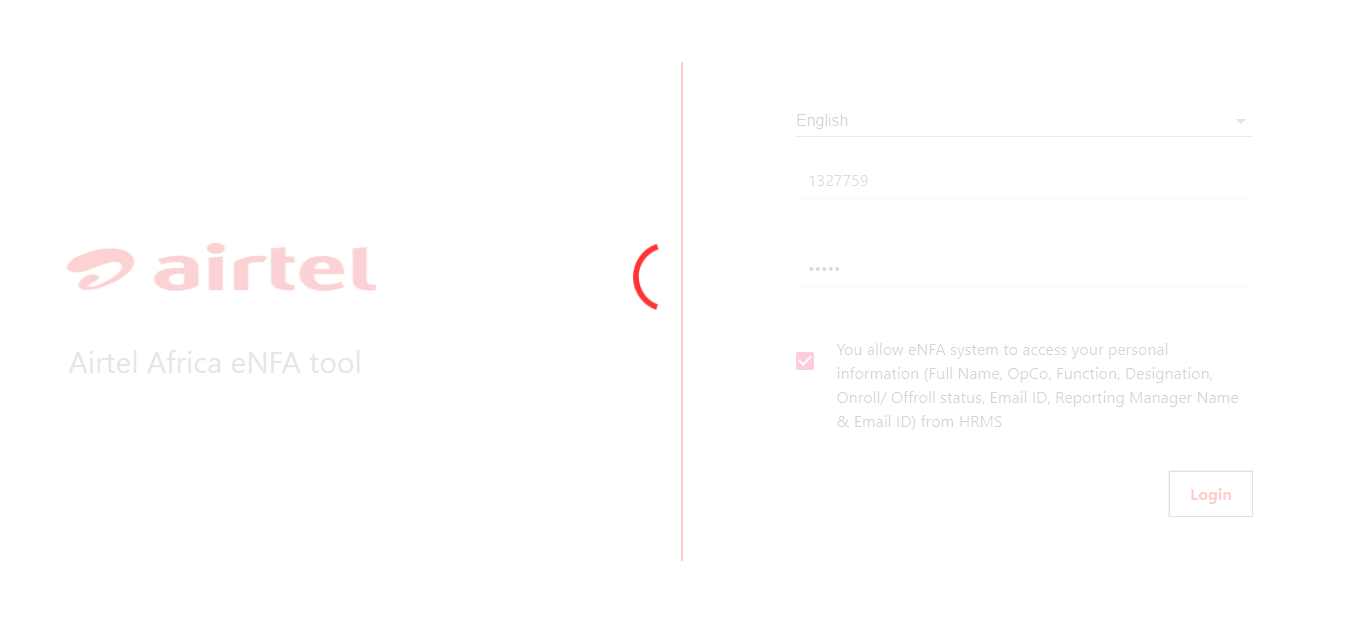 airtel
Airtel Africa eNFA tool
English
1327759
•••••
You allow eNFA system to access your personal
information (Full Name, OpCo, Function, Designation,
Onroll/ Offroll status, Email ID, Reporting Manager Name
& Email ID) from HRMS
Login